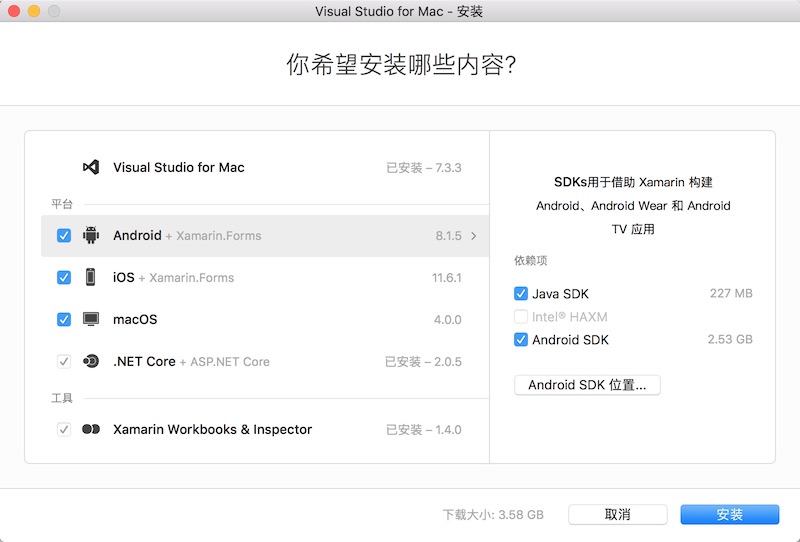 Visual Studio for Mac - 安装
你希望安装哪些内容?
Visual Studio for Mac 已安装 – 7.3.3
平台
Android + Xamarin.Forms 8.1.5
iOS + Xamarin.Forms 11.6.1
macOS 4.0.0
.NET Core + ASP.NET Core 已安装 – 2.0.5
工具
Xamarin Workbooks & Inspector 已安装 – 1.4.0
SDKs用于借助 Xamarin 构建
Android、Android Wear 和 Android
TV 应用
依赖项
Java SDK 227 MB
Intel® HAXM
Android SDK 2.53 GB
Android SDK 位置...
下载大小: 3.58 GB 取消 安装